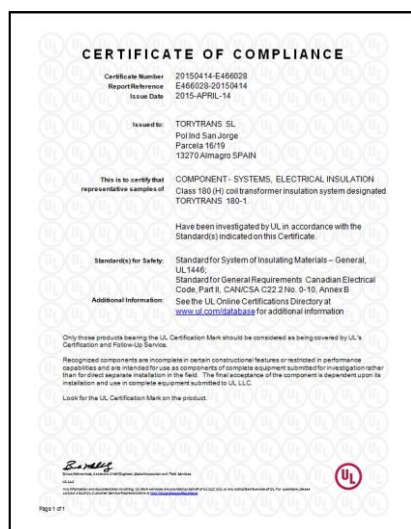 CERTIFICATE OF COMPLIANCE
Certificate Number 20150414-E466028
Report Reference E466028-20150414
Issue Date 2015-APRIL-14
Issued to: TORYTRANS SL
Pol Ind San Jorge
Parcela 16/19
13270 Almagro SPAIN
This is to certify that COMPONENT - SYSTEMS, ELECTRICAL INSULATION
representative samples of Class 180 (H) coil transformer insulation system designated
TORYTRANS 180-1.
Have been investigated by UL in accordance with the
Standard(s) indicated on this Certificate.
Standard(s) for Safety: Standard for System of Insulating Materials – General,
UL1446;
Standard for General Requirements Canadian Electrical
Code, Part II, CAN/CSA C22.2 No. 0-10, Annex B
Additional Information: See the UL Online Certifications Directory at
www.ul.com/database for additional information
Only those products bearing the UL Certification Mark should be considered as being covered by UL's
Certification and Follow-Up Service.
Recognized components are incomplete in certain constructional features or restricted in performance
capabilities and are intended for use as components of complete equipment submitted for investigation rather
than for direct separate installation in the field. The final acceptance of the component is dependent upon its
installation and use in complete equipment submitted to UL LLC.
Look for the UL Certification Mark on the product.
UL LLC
UL
Page 1 of 1